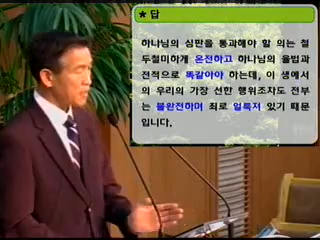 ★ 답
하나님의 심판을 통과해야 할 의는 철
두철미하게 온전하고 하나님의 율법과
전적으로 똑같아야 하는데, 이 생에서
의 우리의 가장 선한 행위조차도 전부
는 불완전하며 죄로 얼룩져 있기 때문
입니다.